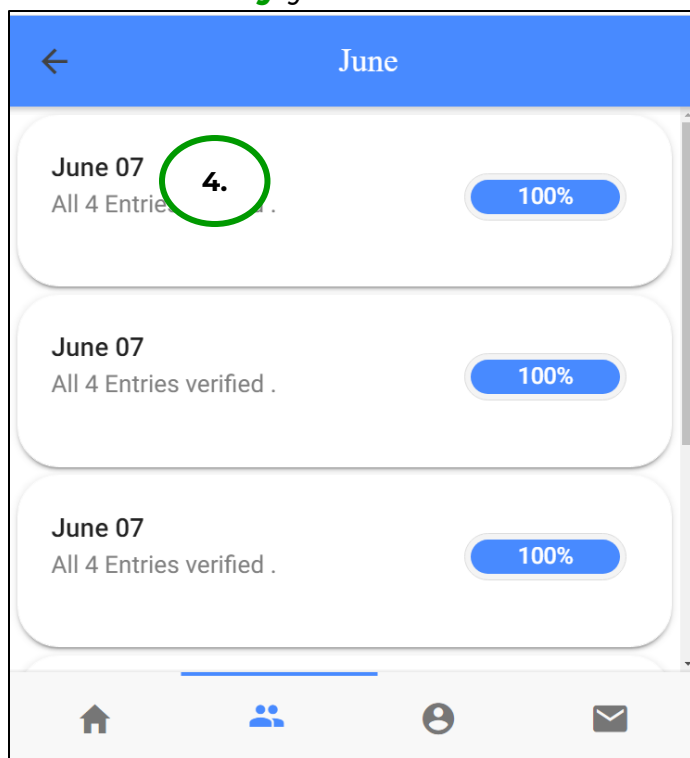 June
June 07
4.
All 4 Entrie
100%
June 07
All 4 Entries verified .
100%
June 07
All 4 Entries verified .
100%